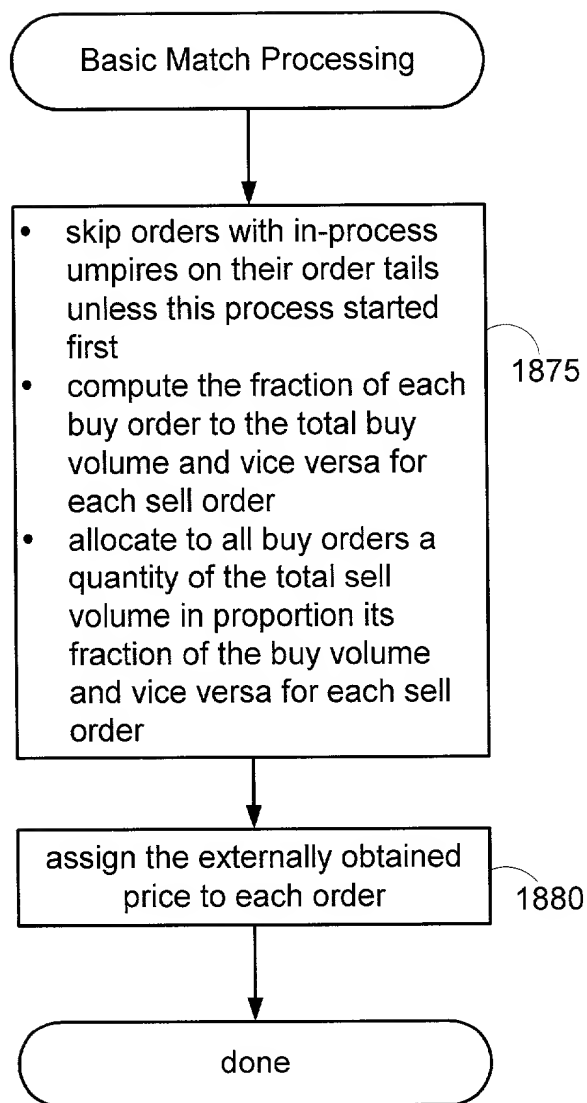 Basic Match Processing
• skip orders with in-process
umpires on their order tails
unless this process started
first
• compute the fraction of each
buy order to the total buy
volume and vice versa for
each sell order
• allocate to all buy orders a
quantity of the total sell
volume in proportion its
fraction of the buy volume
and vice versa for each sell
order
1875
assign the externally obtained
price to each order
1880
done